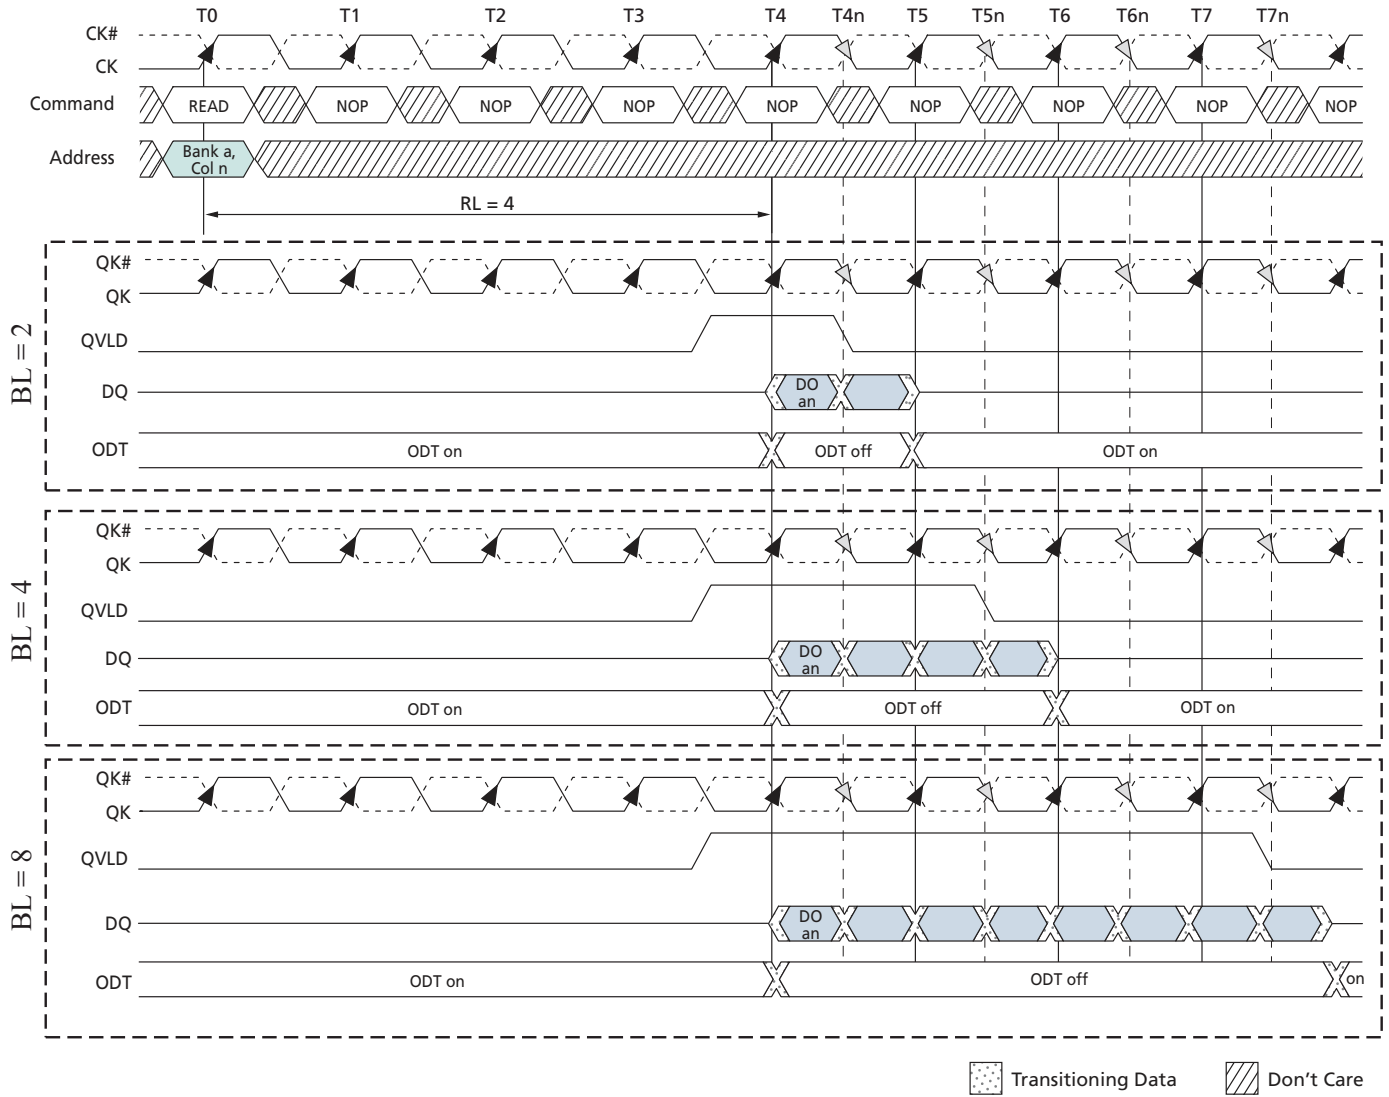 T0 T1 T2 T3 T4 T4n T5 T5n T6 T6n T7 T7n
CK#
CK
Command READ NOP NOP NOP NOP NOP NOP NOP NOP
Address Bank a,
Col n
RL = 4
BL = 2
QK#
QK
QVLD
DQ DO
an
ODT ODT on ODT off ODT on
BL = 4
QK#
QK
QVLD
DQ DO
an
ODT ODT on ODT off ODT on
BL = 8
QK#
QK
QVLD
DQ DO
an
ODT ODT on ODT off on
Transitioning Data Don't Care